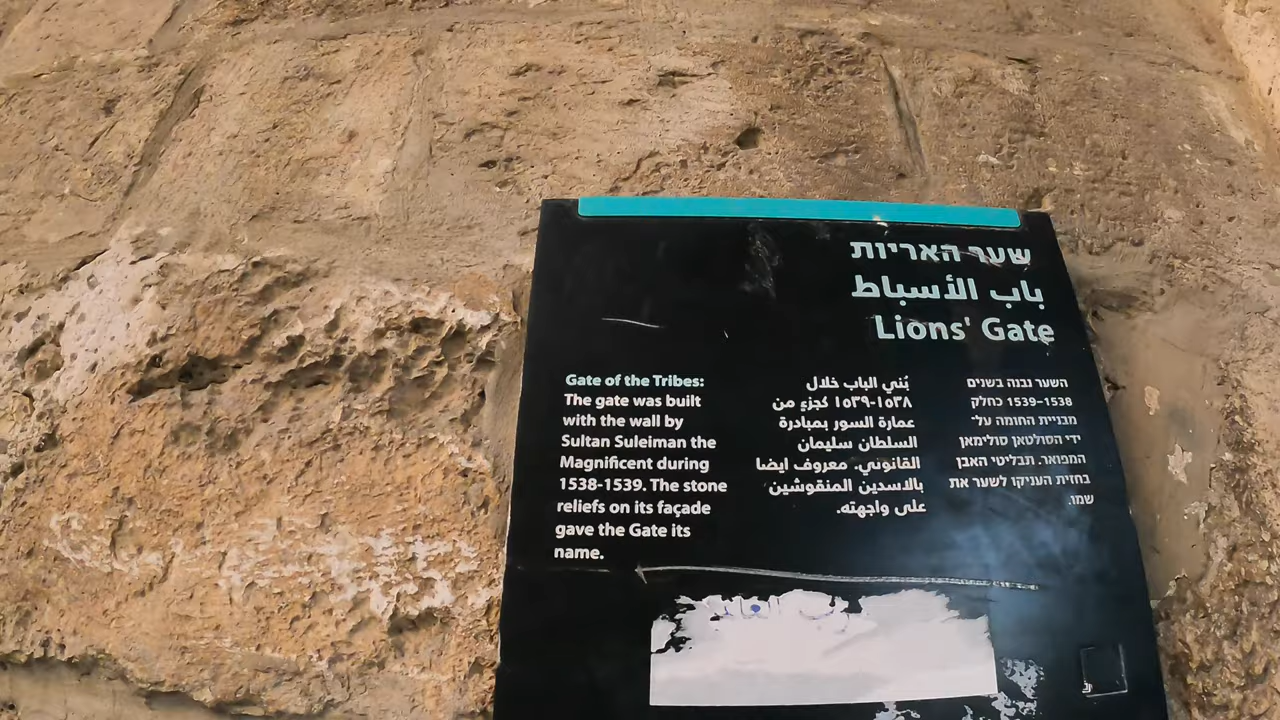 שער האריות
باب الأسباط
Lions' Gate
Gate of the Tribes:
The gate was built
with the wall by
Sultan Suleiman the
Magnificent during
1538-1539. The stone
reliefs on its façade
gave the Gate its
name.
بُني الباب خلال
١٥٣٨-١٥٣٩ كجزءٍ من
عمارة السور بمبادرة
السلطان سليمان
القانوني. معروف ايضا
بالاسدين المنقوشين
على واجهته.
השער נבנה בשנים
1539-1538 כחלק
מבניית החומה על-
ידי הסולטאן סולימאן
המפואר. תבליטי האבן
בחזית העניקו לשער את
שמו.